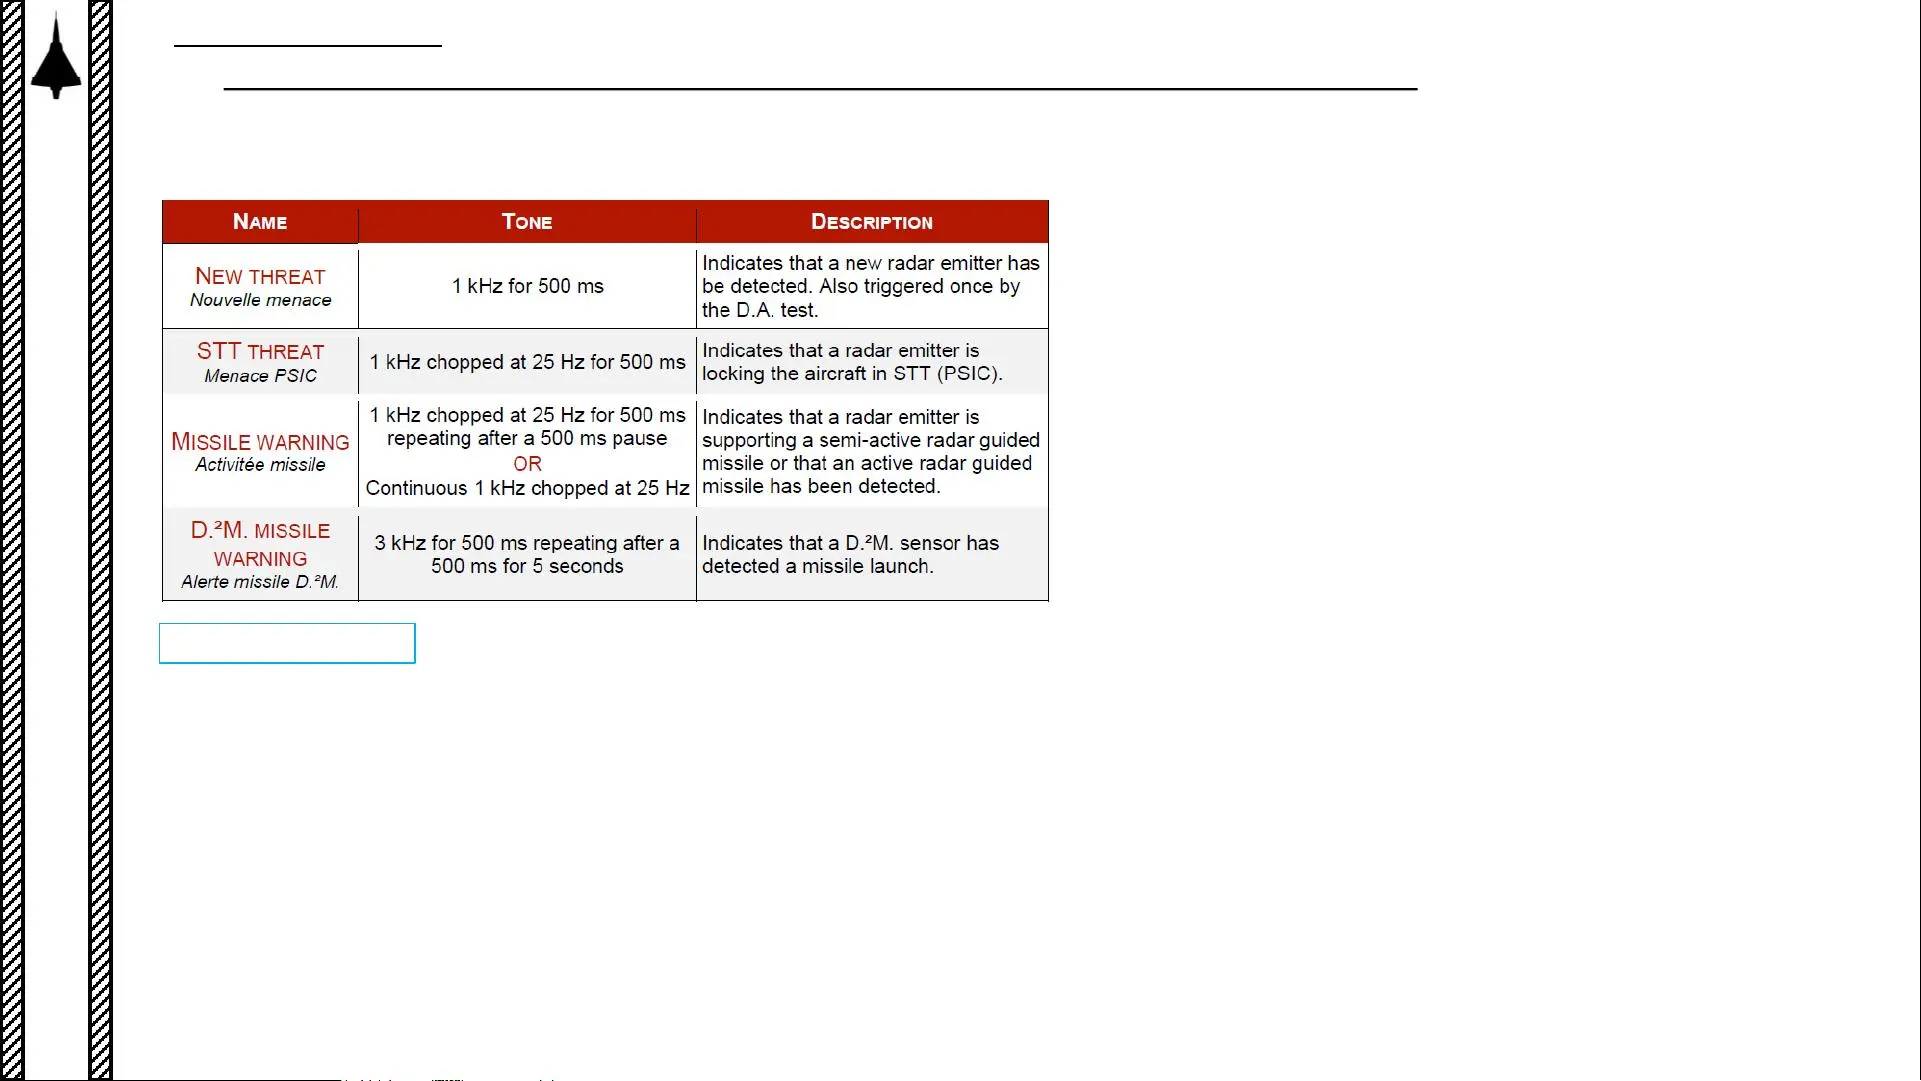 NAME TONE DESCRIPTION
NEW THREAT
Nouvelle menace
1 kHz for 500 ms
Indicates that a new radar emitter has
be detected. Also triggered once by
the D.A. test.
STT THREAT
Menace PSIC
1 kHz chopped at 25 Hz for 500 ms
Indicates that a radar emitter is
locking the aircraft in STT (PSIC).
MISSILE WARNING
Activitée missile
1 kHz chopped at 25 Hz for 500 ms
repeating after a 500 ms pause
OR
Continuous 1 kHz chopped at 25 Hz
Indicates that a radar emitter is
supporting a semi-active radar guided
missile or that an active radar guided
missile has been detected.
D.²M. MISSILE
WARNING
Alerte missile D.²M.
3 kHz for 500 ms repeating after a
500 ms for 5 seconds
Indicates that a D.²M. sensor has
detected a missile launch.